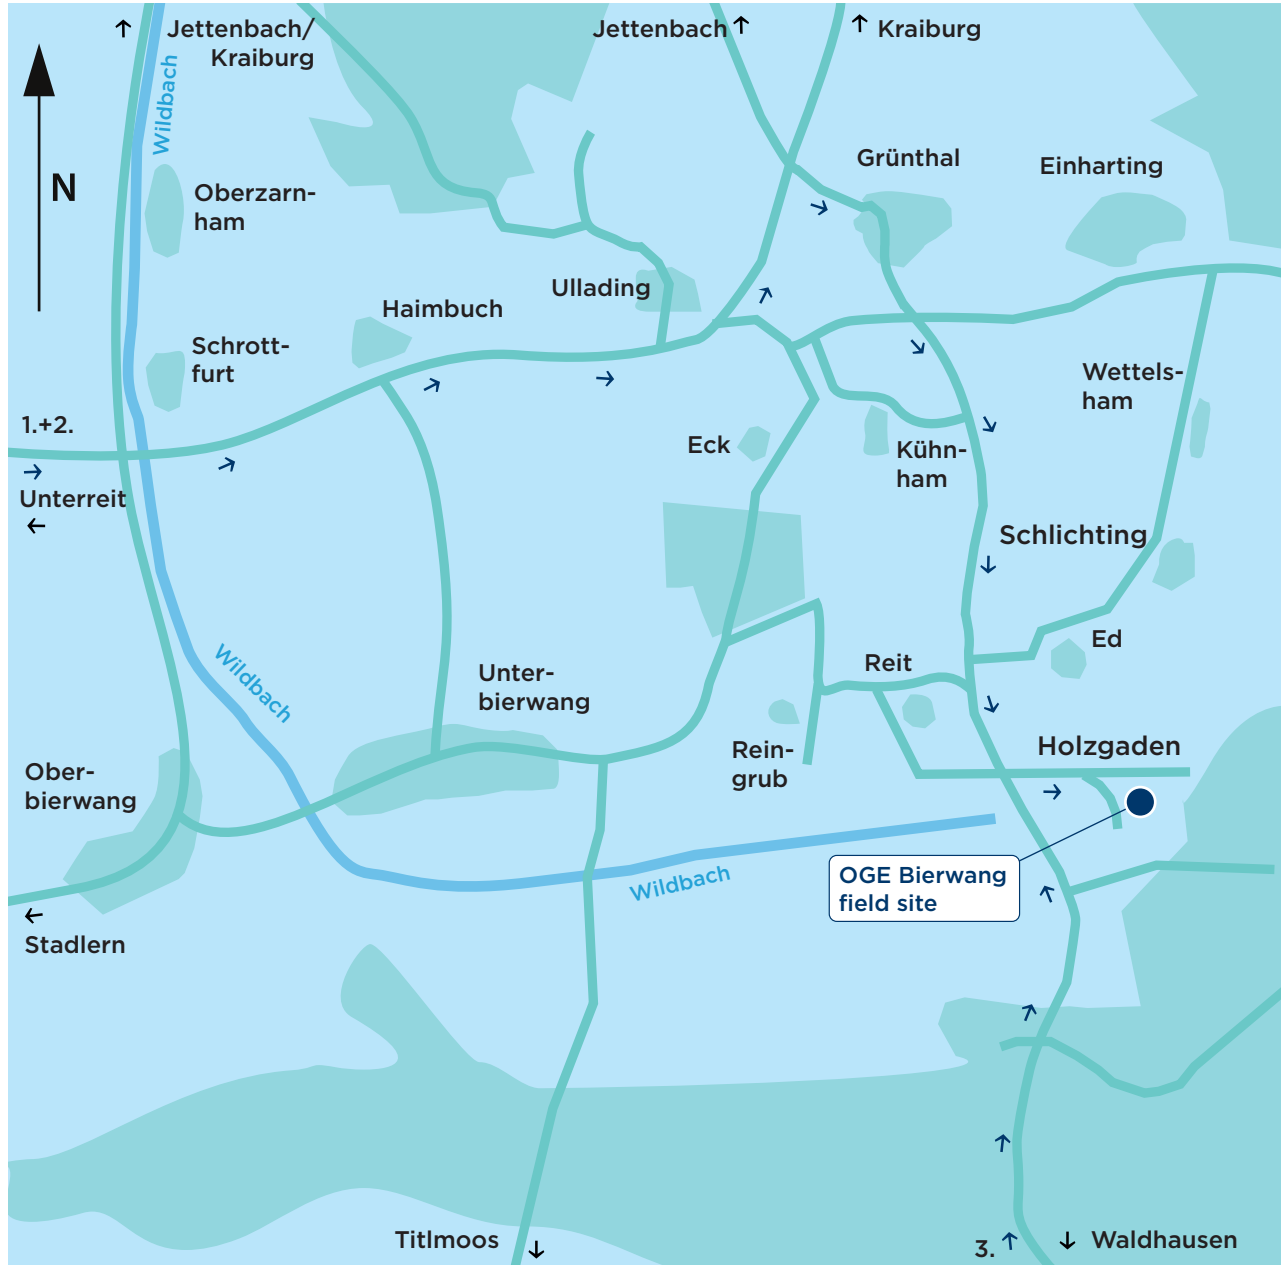 Jettenbach/
Kraiburg
Jettenbach
Kraiburg
Wildbach
N
Oberzarn-
ham
Grünthal
Einharting
Ullading
Haimbuch
Schrott-
furt
Wettels-
ham
1.+2.
Unterreit
Eck
Kühn-
ham
Schlichting
Ed
Reit
Wildbach
Unter-
bierwang
Rein-
grub
Holzgaden
Ober-
bierwang
Wildbach
OGE Bierwang
field site
Stadlern
Titlmoos
3.
Waldhausen